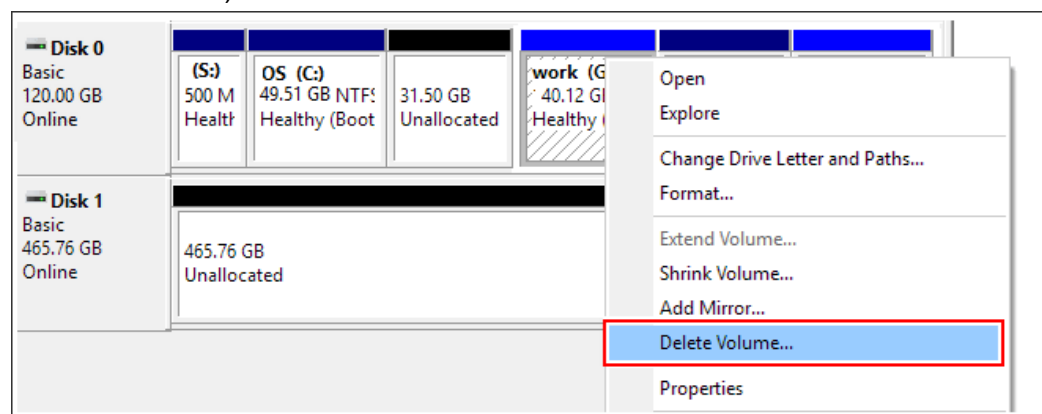 Disk 0
Basic
120.00 GB
Online
(S:)
500 M
Healtl
OS (C:)
49.51 GB NTFS
Healthy (Boot
31.50 GB
Unallocated
work (G
40.12 GI
Healthy (
Disk 1
Basic
465.76 GB
Online
465.76 GB
Unallocated
Open
Explore
Change Drive Letter and Paths...
Format...
Extend Volume...
Shrink Volume...
Add Mirror...
Delete Volume...
Properties